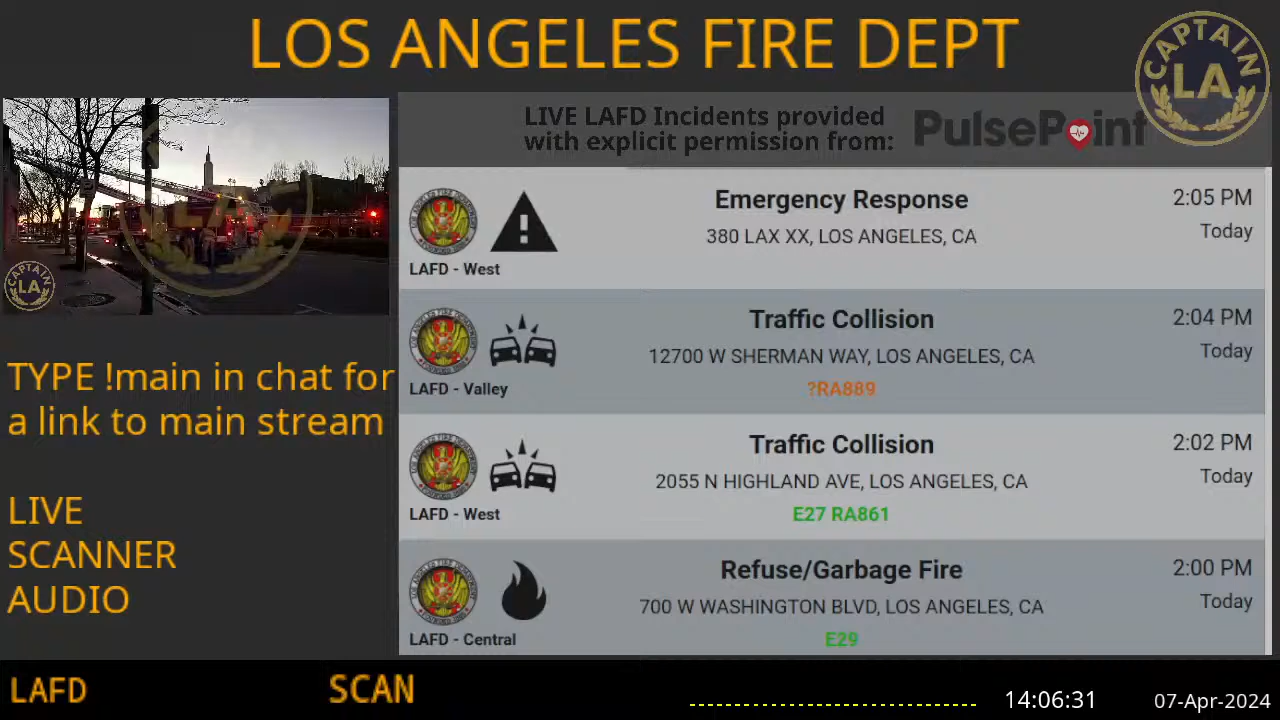 LOS ANGELES FIRE DEPT
CAPTAIN
LA
LIVE LAFD Incidents provided
with explicit permission from:
PulsePoint
Emergency Response
2:05 PM
380 LAX XX, LOS ANGELES, CA
Today
LAFD - West
Traffic Collision
2:04 PM
12700 W SHERMAN WAY, LOS ANGELES, CA
Today
?RA889
LAFD - Valley
Traffic Collision
2:02 PM
2055 N HIGHLAND AVE, LOS ANGELES, CA
Today
E27 RA861
LAFD - West
Refuse/Garbage Fire
2:00 PM
700 W WASHINGTON BLVD, LOS ANGELES, CA
Today
E29
LAFD - Central
LA
CAPTAIN
LA
TYPE !main in chat for
a link to main stream
LIVE
SCANNER
AUDIO
LAFD
SCAN
14:06:31
07-Apr-2024